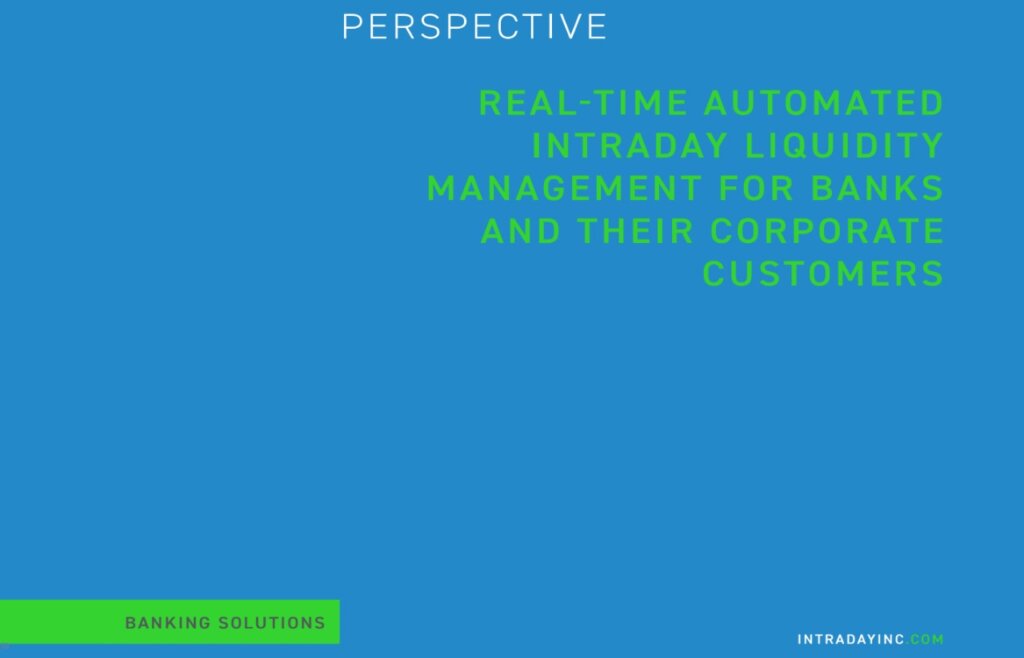 PERSPECTIVE
REAL-TIME AUTOMATED
INTRADAY LIQUIDITY
MANAGEMENT FOR BANKS
AND THEIR CORPORATE
CUSTOMERS
BANKING SOLUTIONS
INTRADAYINC.COM